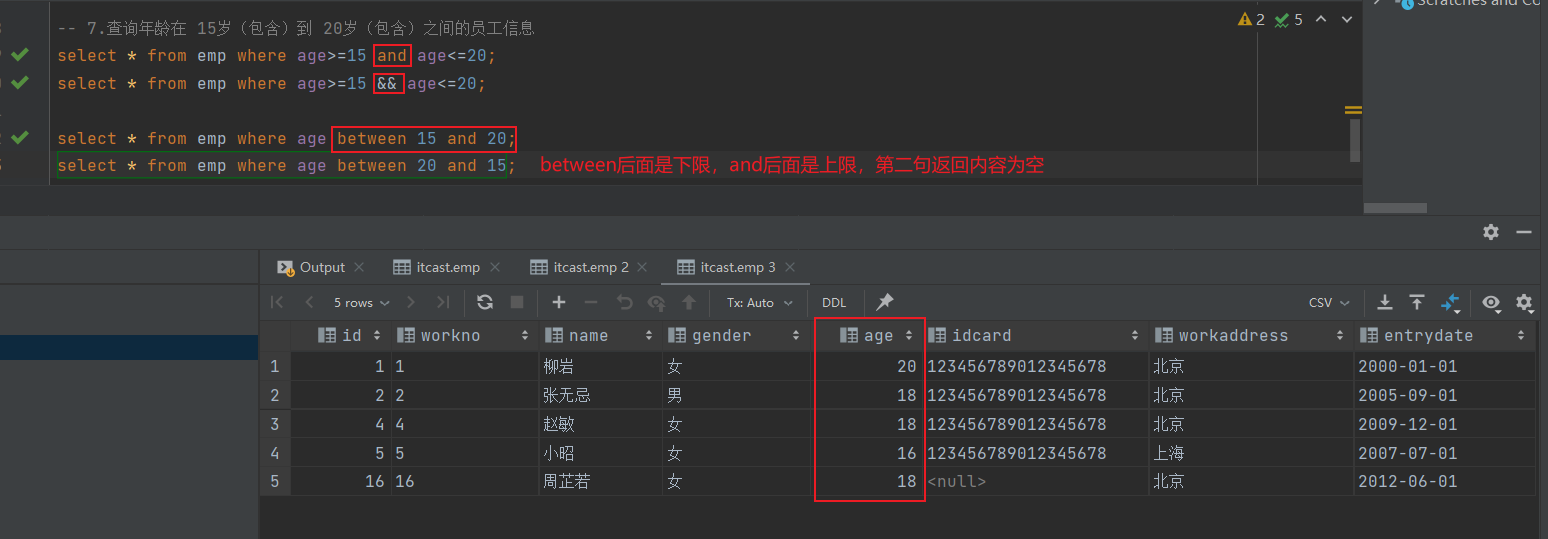 Scratches and Co
-- 7.查询年龄在 15岁（包含）到 20岁（包含）之间的员工信息
2 5
select * from emp where age>=15 and age<=20;
select * from emp where age>=15 && age<=20;
select * from emp where age between 15 and 20;
select * from emp where age between 20 and 15; between后面是下限，and后面是上限，第二句返回内容为空
Output itcast.emp itcast.emp 2 itcast.emp 3
5 rows Tx: Auto DDL CSV
id workno name gender age idcard workaddress entrydate
1 1 1 柳岩 女 20 123456789012345678 北京 2000-01-01
2 2 2 张无忌 男 18 123456789012345678 北京 2005-09-01
3 4 4 赵敏 女 18 123456789012345678 北京 2009-12-01
4 5 5 小昭 女 16 123456789012345678 上海 2007-07-01
5 16 16 周芷若 女 18 <null> 北京 2012-06-01